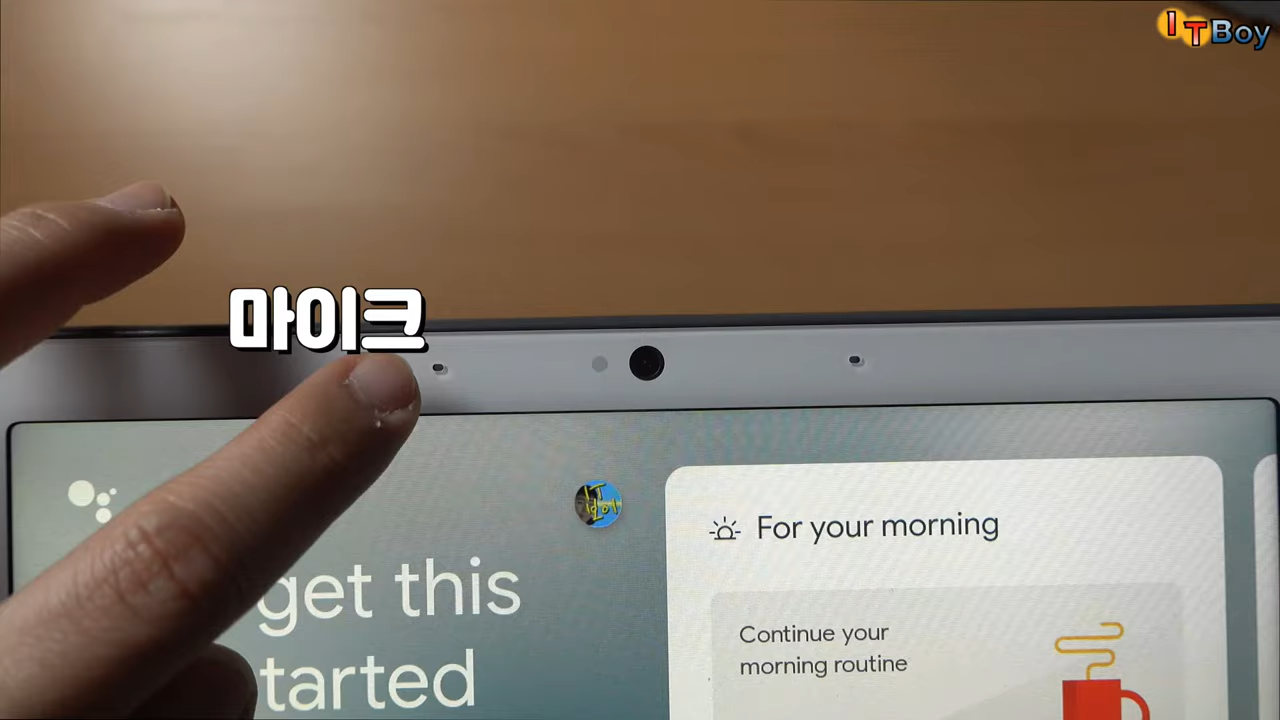 ITBoy
마이크
get this
tarted
For your morning
Continue your
morning routine